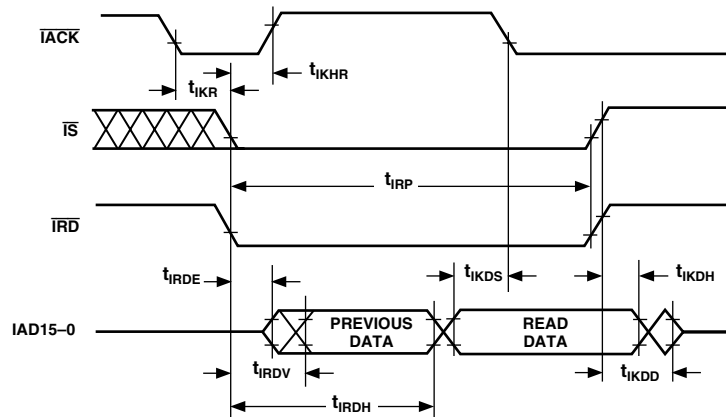 IACK
tIKR
tIKHR
IS
tIRP
IRD
tIRDE
tIKDS
tIKDH
IAD15–0
PREVIOUS
DATA
READ
DATA
tIRDV
tIKDD
tIRDH